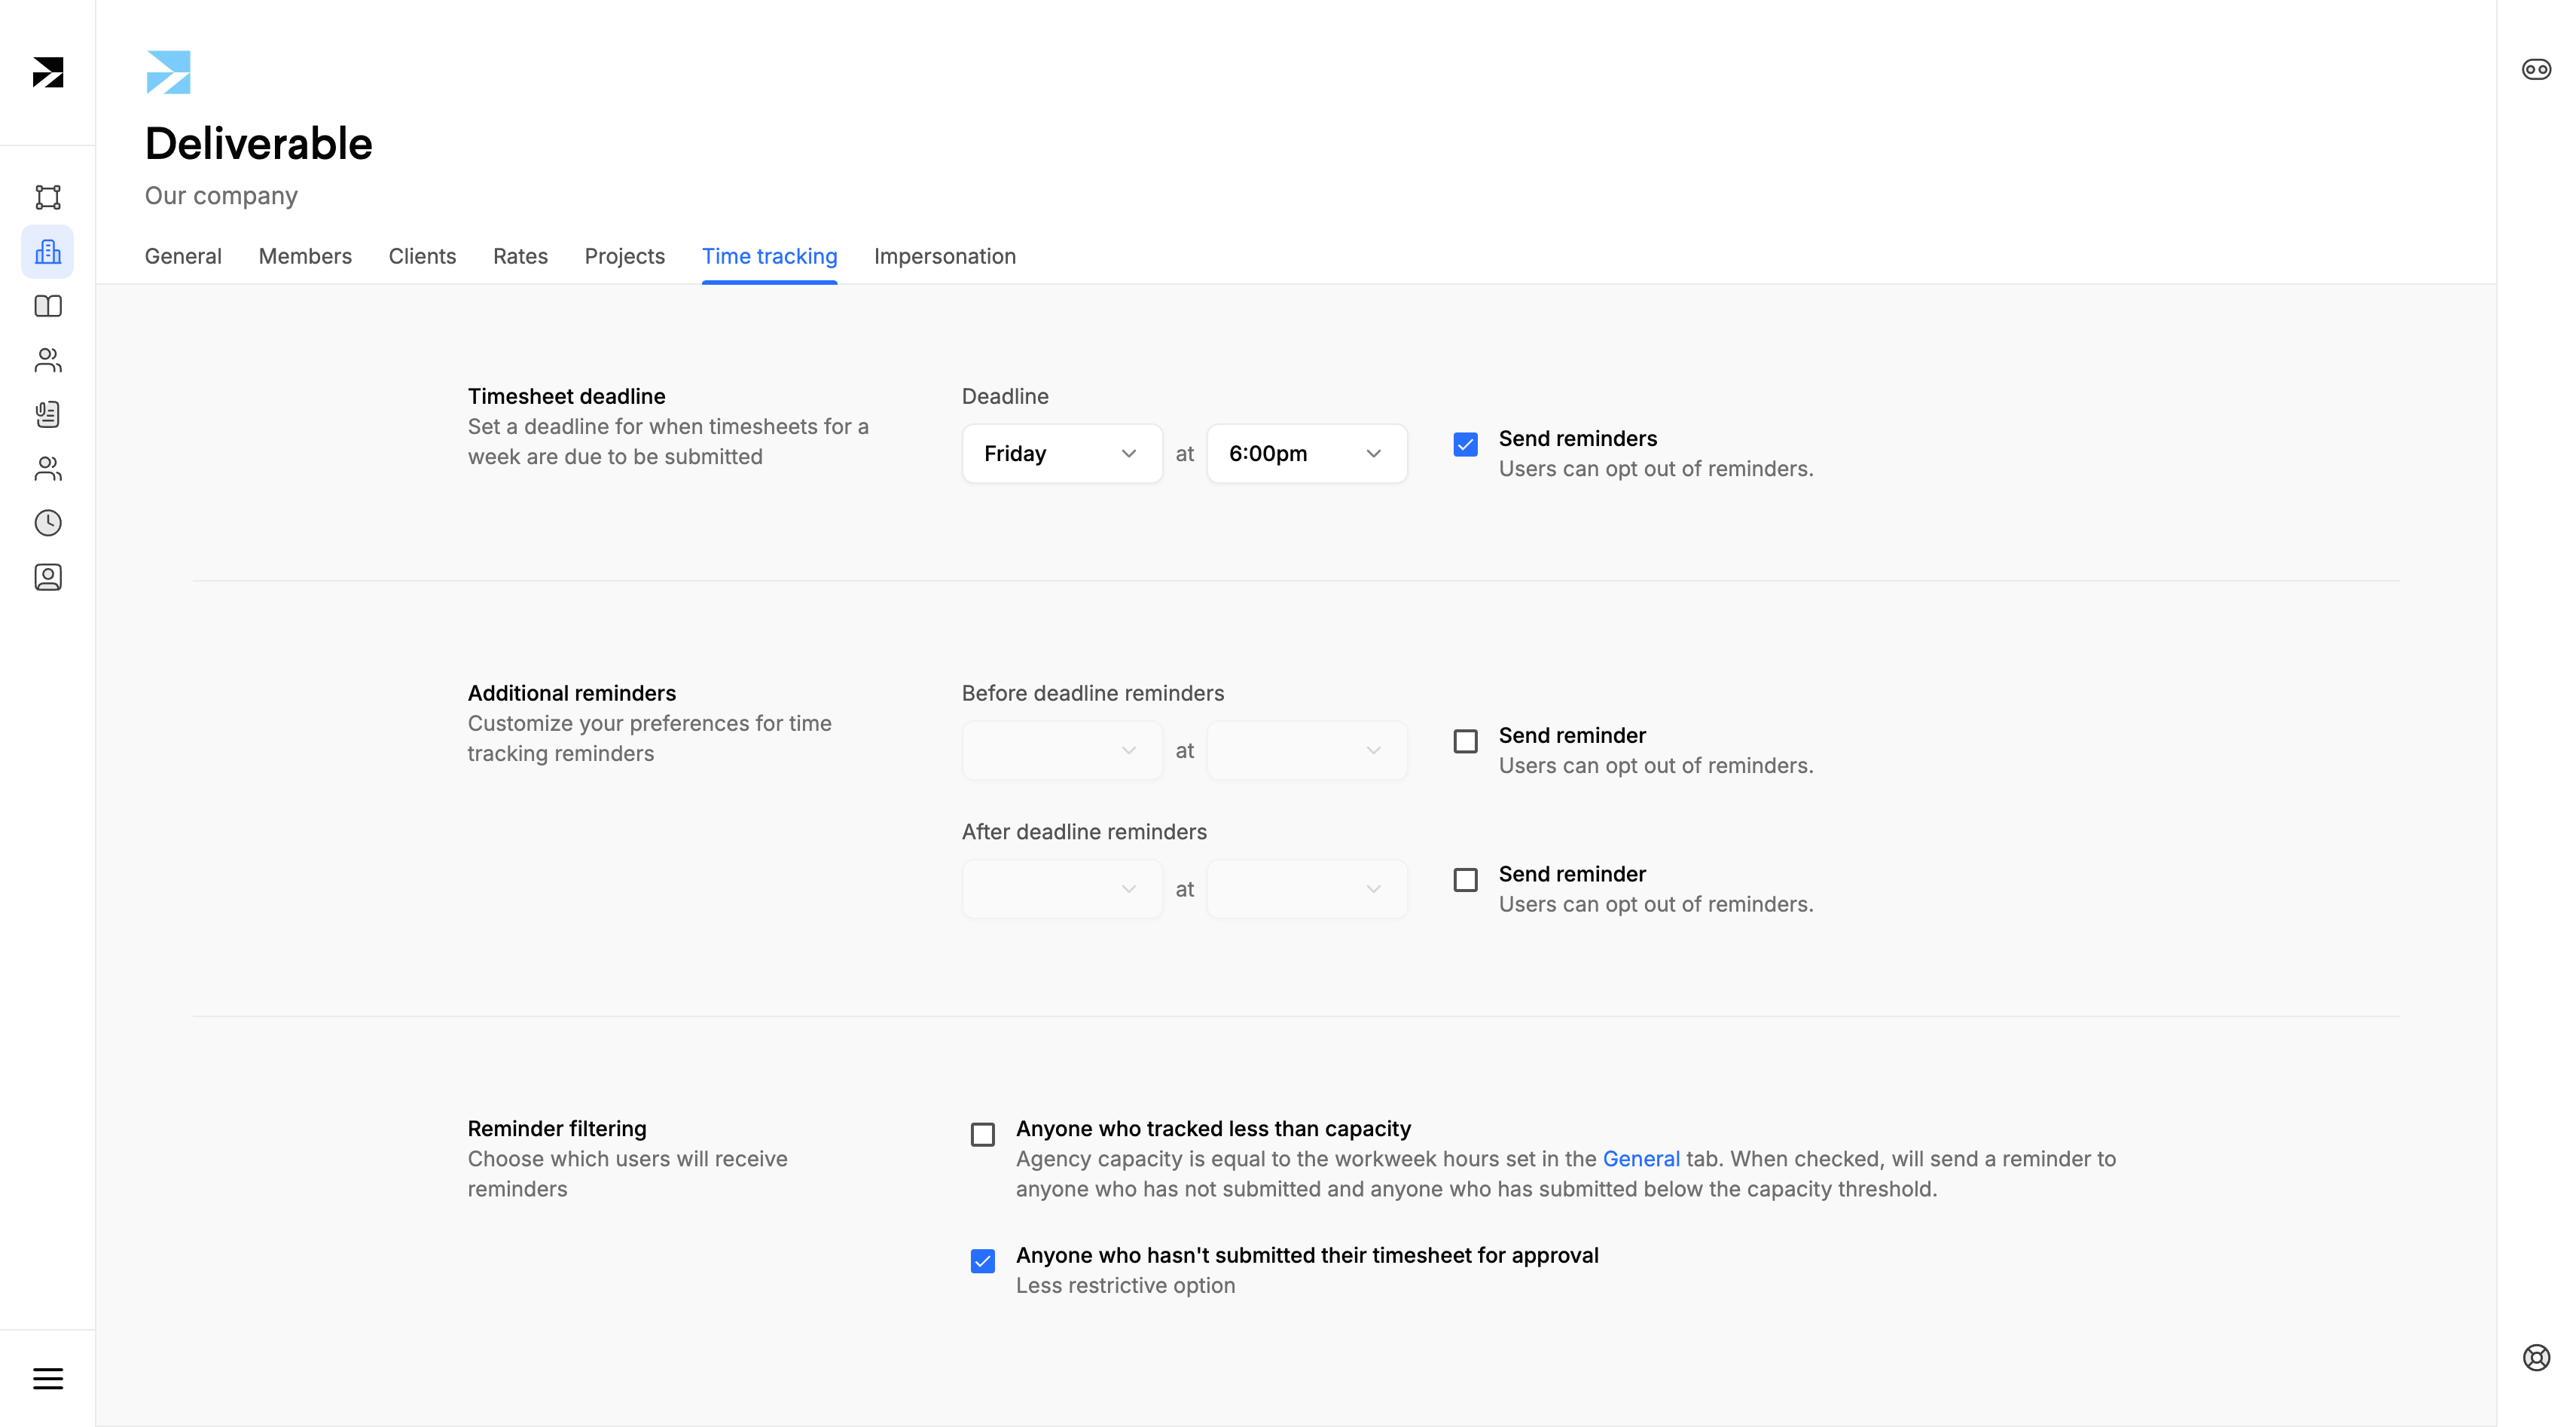 Deliverable
Our company
General
Members
Clients
Rates
Projects
Time tracking
Impersonation
Timesheet deadline
Set a deadline for when timesheets for a
week are due to be submitted
Deadline
Friday
at
6:00pm
Send reminders
Users can opt out of reminders.
Additional reminders
Customize your preferences for time
tracking reminders
Before deadline reminders
at
Send reminder
Users can opt out of reminders.
After deadline reminders
at
Send reminder
Users can opt out of reminders.
Reminder filtering
Choose which users will receive
reminders
Anyone who tracked less than capacity
Agency capacity is equal to the workweek hours set in the General tab. When checked, will send a reminder to
anyone who has not submitted and anyone who has submitted below the capacity threshold.
Anyone who hasn't submitted their timesheet for approval
Less restrictive option